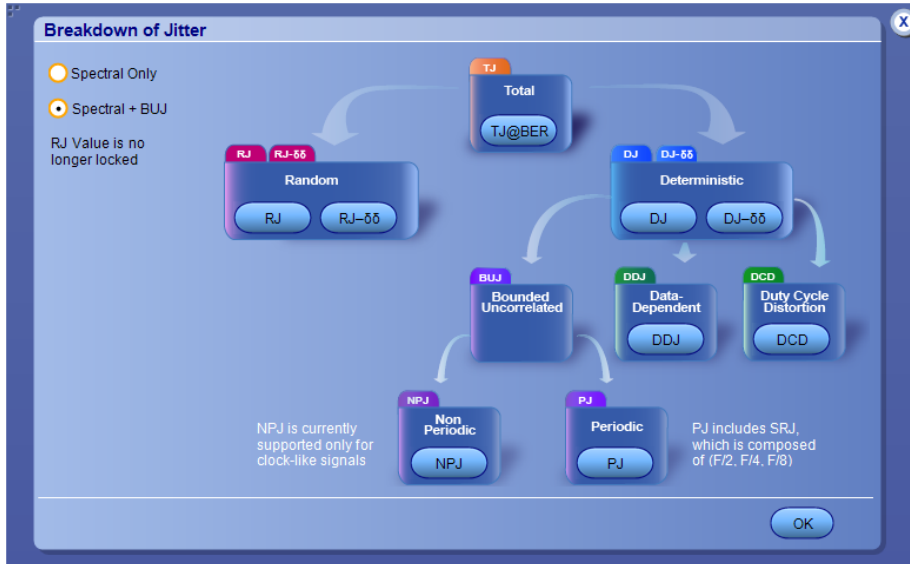 X
Breakdown of Jitter
Spectral Only
Spectral + BUJ
RJ Value is no
longer locked
TJ
Total
TJ@BER
RJ RJ-δδ
Random
RJ RJ–δδ
DJ DJ-δδ
Deterministic
DJ DJ–δδ
BUJ
Bounded
Uncorrelated
DDJ
Data-
Dependent
DDJ
DCD
Duty Cycle
Distortion
DCD
NPJ is currently
supported only for
clock-like signals
NPJ
Non
Periodic
NPJ
PJ
Periodic
PJ
PJ includes SRJ,
which is composed
of (F/2, F/4, F/8)
OK